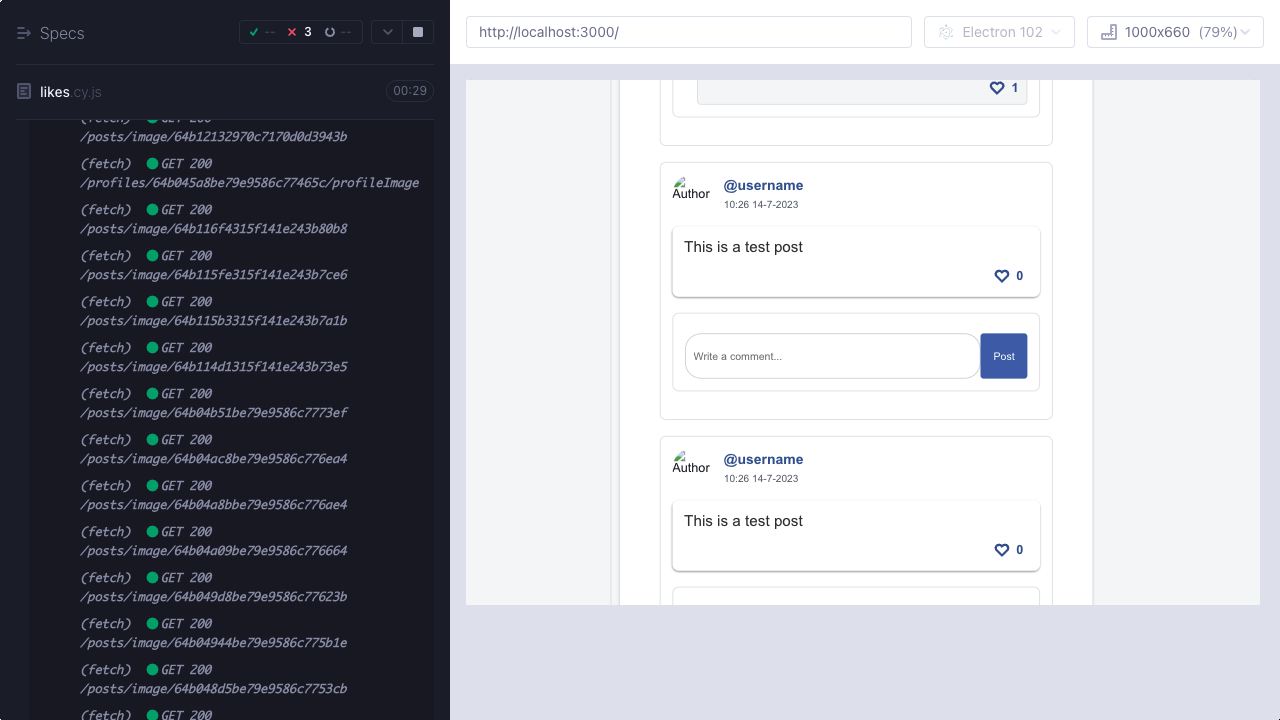 Specs
--
3
--
likes.cy.js
00:29
(fetch) GET 200
/posts/image/64b12132970c7170d0d3943b
(fetch) GET 200
/profiles/64b045a8be79e9586c77465c/profileImage
(fetch) GET 200
/posts/image/64b116f4315f141e243b80b8
(fetch) GET 200
/posts/image/64b115fe315f141e243b7ce6
(fetch) GET 200
/posts/image/64b115b3315f141e243b7a1b
(fetch) GET 200
/posts/image/64b114d1315f141e243b73e5
(fetch) GET 200
/posts/image/64b04b51be79e9586c7773ef
(fetch) GET 200
/posts/image/64b04ac8be79e9586c776ea4
(fetch) GET 200
/posts/image/64b04a8bbe79e9586c776ae4
(fetch) GET 200
/posts/image/64b04a09be79e9586c776664
(fetch) GET 200
/posts/image/64b049d8be79e9586c77623b
(fetch) GET 200
/posts/image/64b04944be79e9586c775b1e
(fetch) GET 200
/posts/image/64b048d5be79e9586c7753cb
(fetch) GET 200
http://localhost:3000/
Electron 102
1000x660 (79%)
1
Author
@username
10:26 14-7-2023
This is a test post
0
Write a comment...
Post
Author
@username
10:26 14-7-2023
This is a test post
0